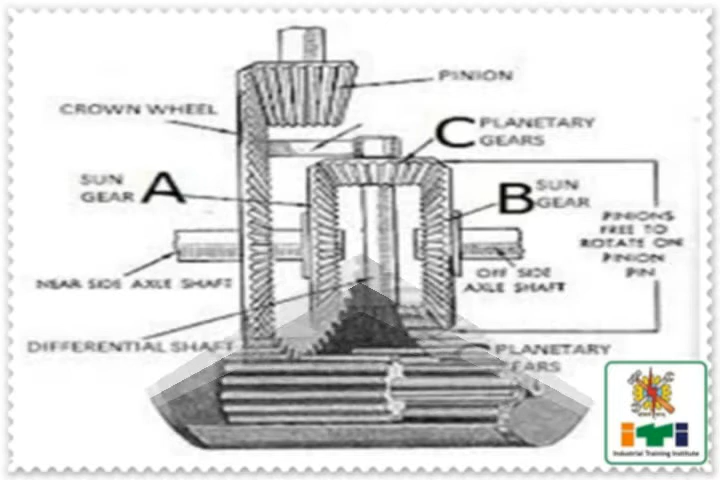 PINION
CROWN WHEEL
C PLANETARY
GEARS
SUN
GEAR A
B SUN
GEAR
PINIONS
FREE TO
ROTATE ON
PINION
PIN
NEAR SIDE AXLE SHAFT
OFF SIDE
AXLE SHAFT
DIFFERENTIAL SHAFT
PLANETARY
GEARS
iTi
Industrial Training Institute